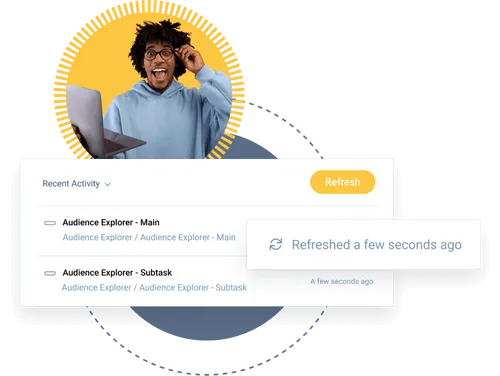 Recent Activity
Refresh
Audience Explorer - Main
Audience Explorer / Audience Explorer - Main
Refreshed a few seconds ago
Audience Explorer - Subtask
Audience Explorer / Audience Explorer - Subtask
A few seconds ago